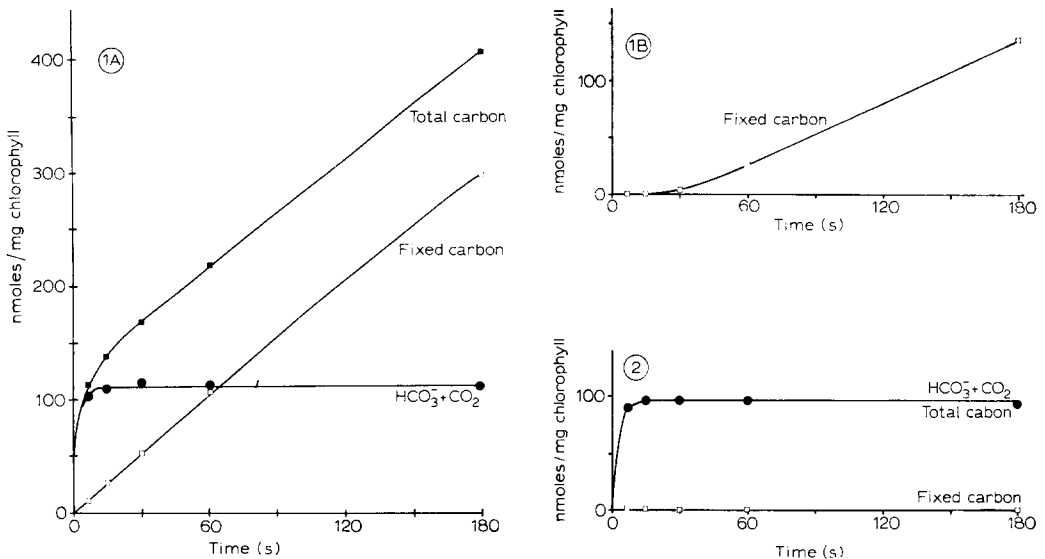 1A
nmoles/mg chlorophyll
400
300
200
100
0
Total carbon
Fixed carbon
HCO₃⁻+CO₂
0 60 120 180
Time (s)
1B
nmoles/mg chlorophyll
100
0
Fixed carbon
0 60 120 180
Time (s)
2
nmoles/mg chlorophyll
100
0
HCO₃⁻+CO₂
Total cabon
Fixed carbon
0 60 120 180
Time (s)